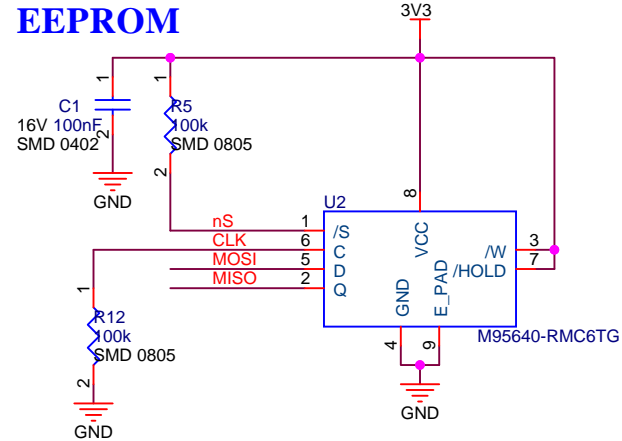 EEPROM
3V3
1
1
C1
R5
16V 100nF
100k
SMD 0402
2
SMD 0805
2
GND
8
U2
nS
1
/S
VCC
CLK
6
C
/W
3
MOSI
5
D
/HOLD
7
MISO
2
Q
GND
E_PAD
1
R12
100k
SMD 0805
2
4
9
M95640-RMC6TG
GND
GND